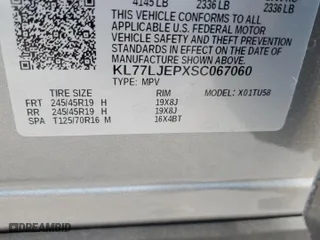 4145 LB 2336 LB 2336 LB
THIS VEHICLE CONFORMS TO ALL
APPLICABLE U.S. FEDERAL MOTOR
VEHICLE SAFETY, BUMPER, AND
THEFT PREVENTION STANDARDS
IN EFFECT ON THE DATE OF
MANUFACTURE SHOWN ABOVE.
KL77LJEPXSC067060
TYPE: MPV
TIRE SIZE RIM MODEL: X01TU58
FRT 245/45R19 H 19X8J
RR 245/45R19 H 19X8J
SPA T125/70R16 M 16X4BT
DREAMBID